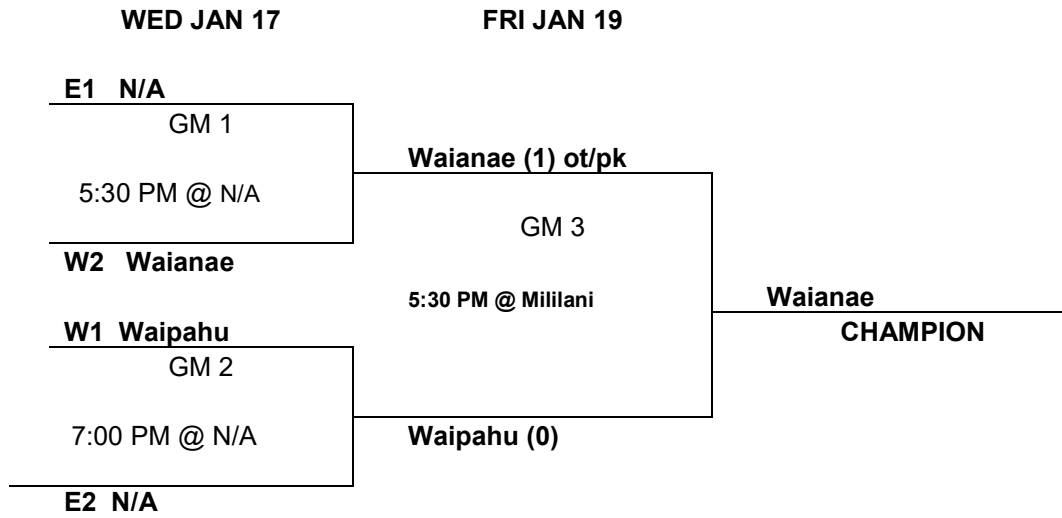 WED JAN 17 FRI JAN 19
E1 N/A
GM 1
Waianae (1) ot/pk
5:30 PM @ N/A
GM 3
W2 Waianae
5:30 PM @ Mililani
Waianae
W1 Waipahu
CHAMPION
GM 2
7:00 PM @ N/A
Waipahu (0)
E2 N/A